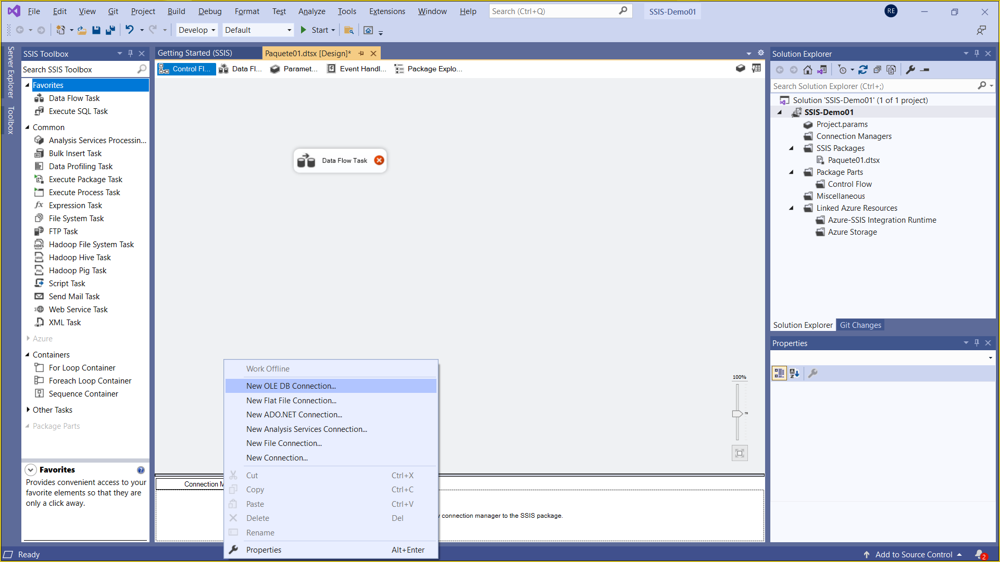 File Edit View Git Project Build Debug Format Test Analyze Tools Extensions Window Help Search (Ctrl+Q) SSIS-Demo01 RE
Develop Default Start
Server Explorer
Toolbox
SSIS Toolbox
Search SSIS Toolbox
Favorites
Data Flow Task
Execute SQL Task
Common
Analysis Services Processin...
Bulk Insert Task
Data Profiling Task
Execute Package Task
Execute Process Task
Expression Task
File System Task
FTP Task
Hadoop File System Task
Hadoop Hive Task
Hadoop Pig Task
Script Task
Send Mail Task
Web Service Task
XML Task
Azure
Containers
For Loop Container
Foreach Loop Container
Sequence Container
Other Tasks
Package Parts
Favorites
Provides convenient access to your
favorite elements so that they are
only a click away.
Getting Started (SSIS) Paquete01.dtsx [Design]*
Control Fl... Data Fl... Paramet... Event Handl... Package Explo...
Data Flow Task
100%
Work Offline
New OLE DB Connection...
New Flat File Connection...
New ADO.NET Connection...
New Analysis Services Connection...
New File Connection...
New Connection...
Cut Ctrl+X
Copy Ctrl+C
Paste Ctrl+V
Delete Del
Rename
Properties Alt+Enter
Connection M
connection manager to the SSIS package.
Solution Explorer
Search Solution Explorer (Ctrl+;)
Solution 'SSIS-Demo01' (1 of 1 project)
SSIS-Demo01
Project.params
Connection Managers
SSIS Packages
Paquete01.dtsx
Package Parts
Control Flow
Miscellaneous
Linked Azure Resources
Azure-SSIS Integration Runtime
Azure Storage
Solution Explorer Git Changes
Properties
Ready
Add to Source Control 2